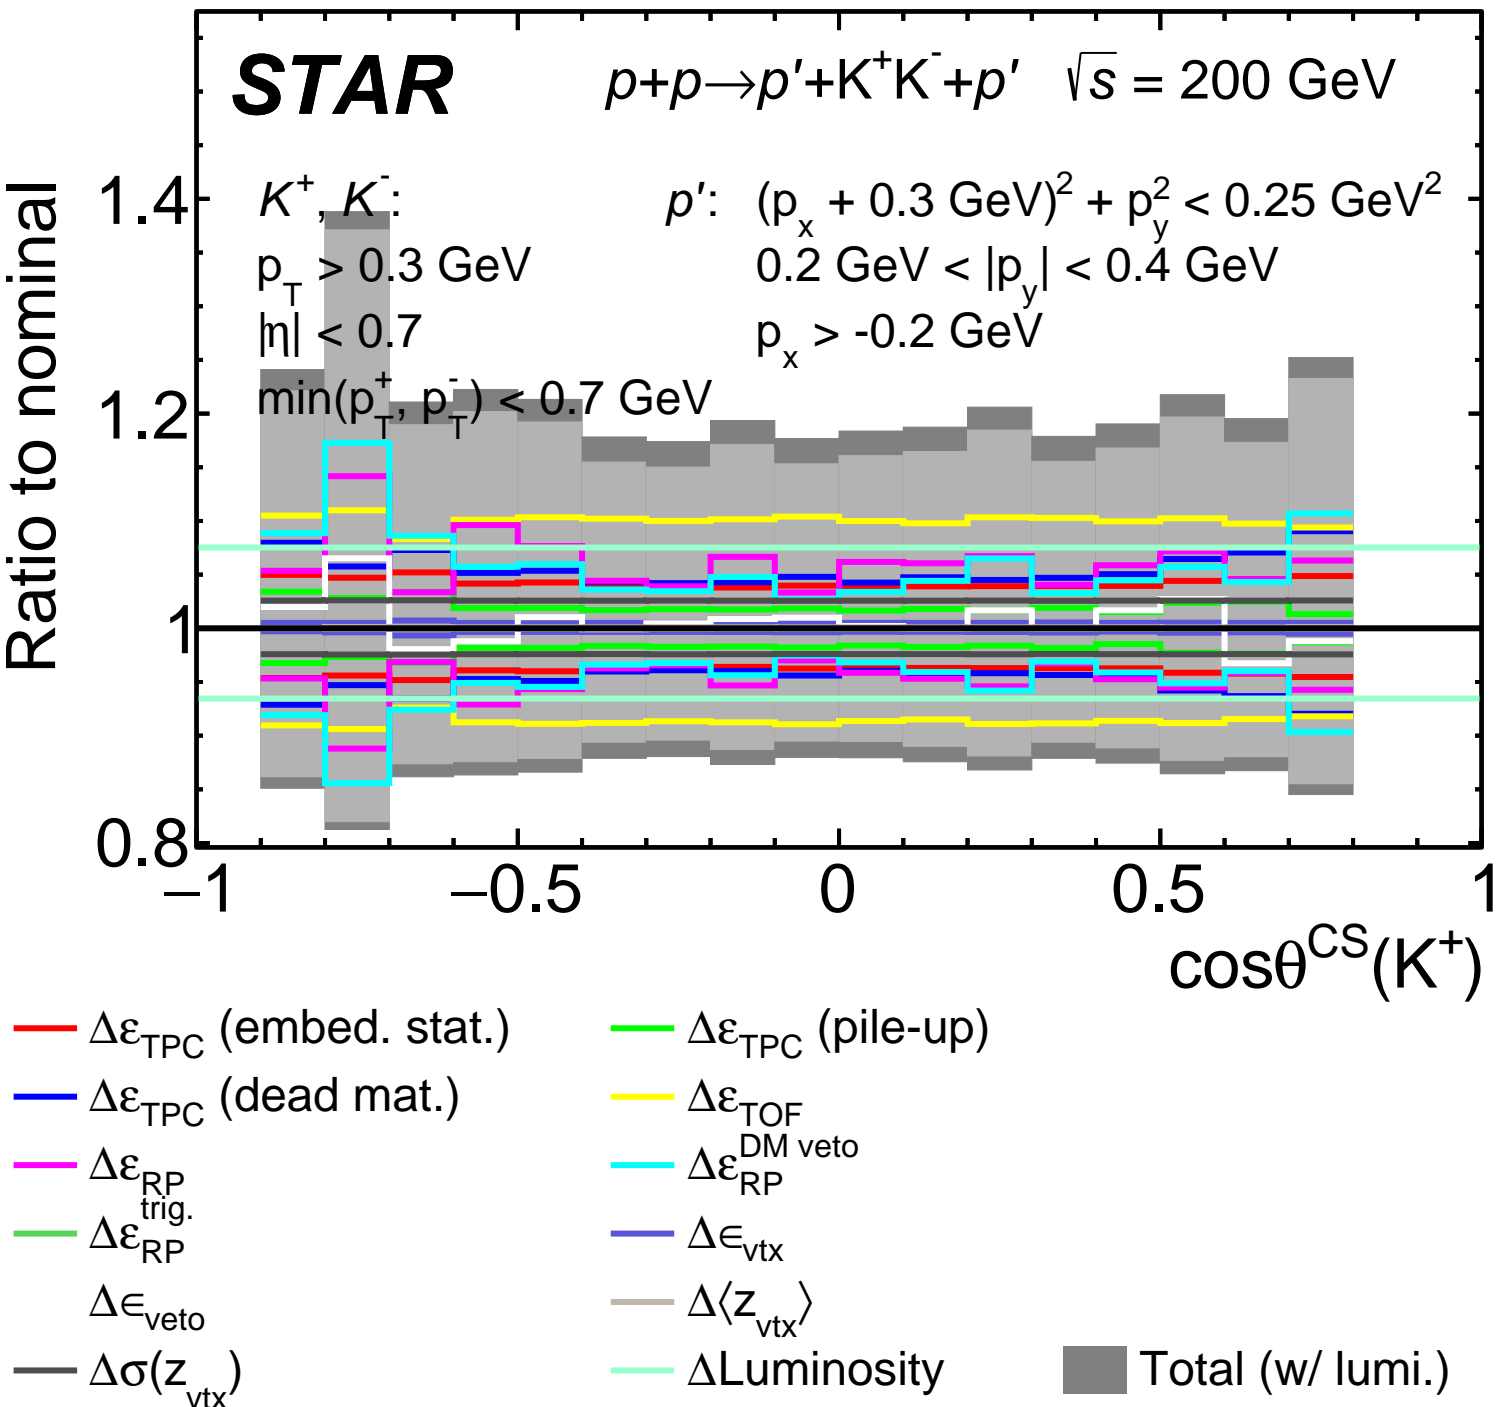 STAR p+p→p′+K⁺K⁻+p′ √s = 200 GeV
K⁺, K⁻: p′: (pₓ + 0.3 GeV)² + p_y² < 0.25 GeV²
p_T > 0.3 GeV 0.2 GeV < |p_y| < 0.4 GeV
|η| < 0.7 pₓ > -0.2 GeV
min(p_T⁺, p_T⁻) < 0.7 GeV
Ratio to nominal
1.4
1.2
1
0.8
−1 −0.5 0 0.5 1
cosθ^CS(K⁺)
Δε_TPC (embed. stat.) Δε_TPC (pile-up)
Δε_TPC (dead mat.) Δε_TOF
Δε_RP Δε_RP^DM veto
Δε_RP^trig. Δϵ_vtx
Δϵ_veto Δ⟨z_vtx⟩
Δσ(z_vtx) ΔLuminosity Total (w/ lumi.)